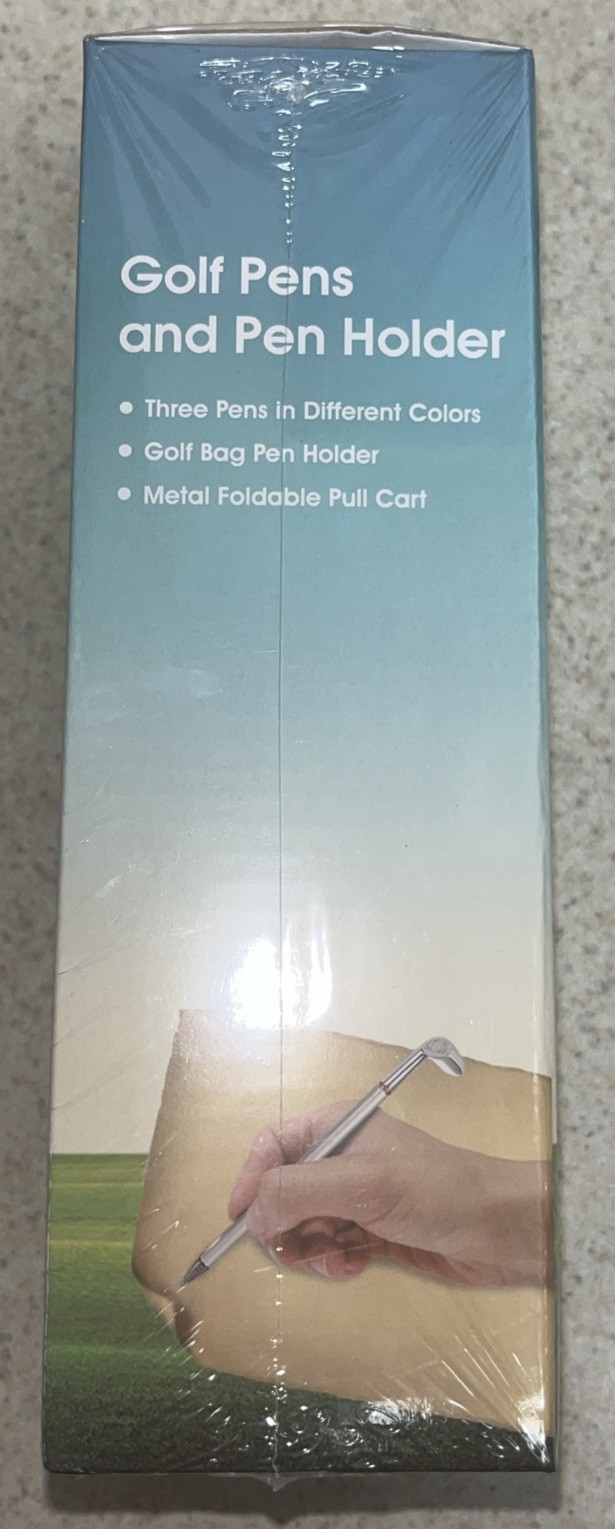 Golf Pens
and Pen Holder
• Three Pens in Different Colors
• Golf Bag Pen Holder
• Metal Foldable Pull Cart